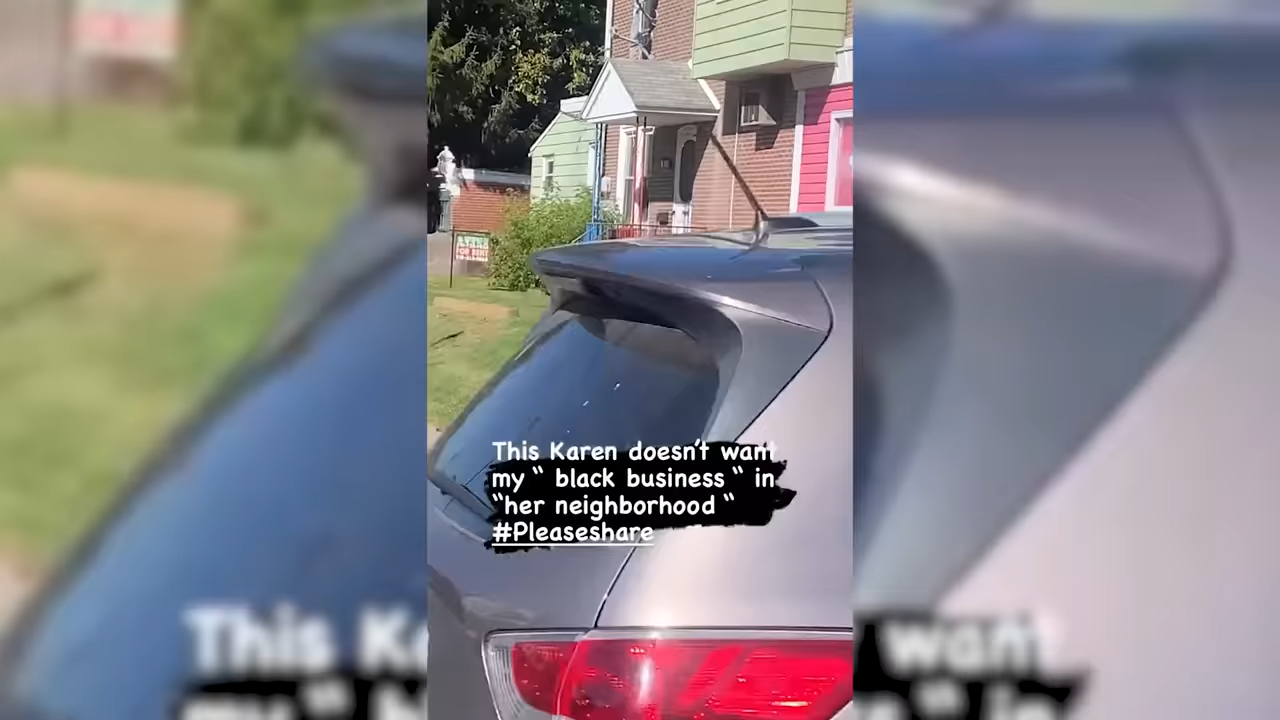 This Karen doesn't want
my “ black business “ in
“her neighborhood “
#Pleaseshare